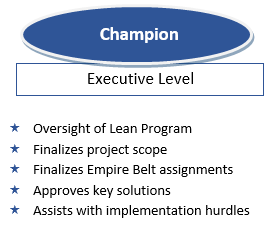 Champion
Executive Level
Oversight of Lean Program
Finalizes project scope
Finalizes Empire Belt assignments
Approves key solutions
Assists with implementation hurdles